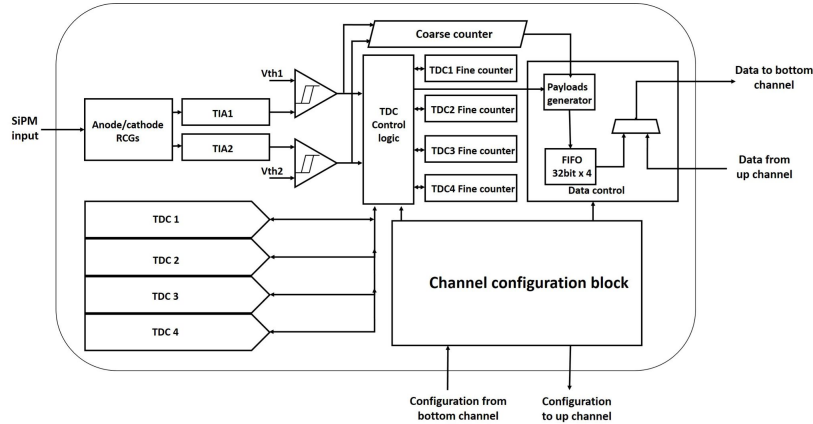 Coarse counter
Vth1
TDC1 Fine counter
Data to bottom
channel
Payloads
generator
SiPM
input
Anode/cathode
RCGs
TIA1
TIA2
TDC
Control
logic
TDC2 Fine counter
TDC3 Fine counter
FIFO
32bit x 4
Data from
up channel
Vth2
TDC4 Fine counter
Data control
TDC 1
TDC 2
TDC 3
TDC 4
Channel configuration block
Configuration from
bottom channel
Configuration
to up channel